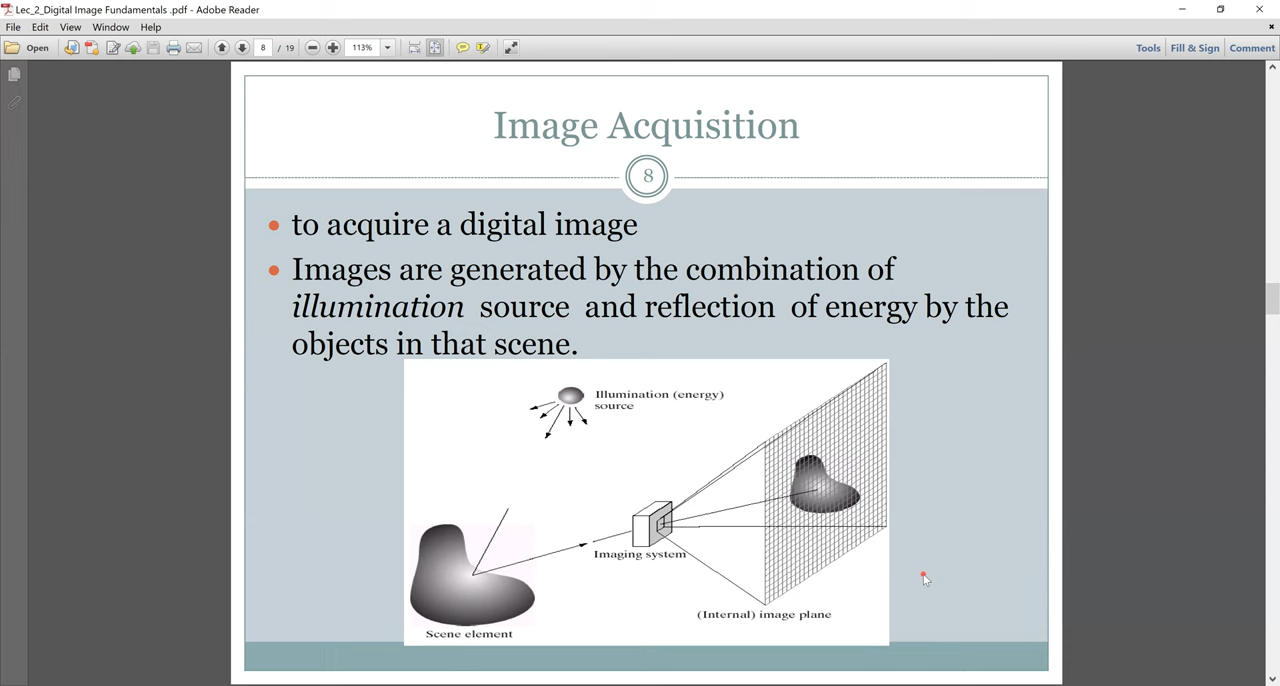 Lec_2_Digital Image Fundamentals .pdf - Adobe Reader
File Edit View Window Help
Open 8 / 19 113% Tools Fill & Sign Comment
Image Acquisition
8
• to acquire a digital image
• Images are generated by the combination of
illumination source and reflection of energy by the
objects in that scene.
Illumination (energy)
source
Imaging system
(Internal) image plane
Scene element